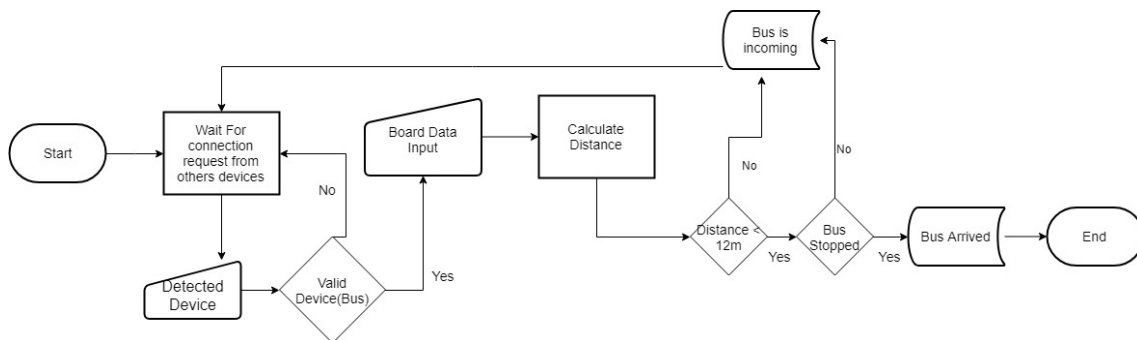 Start
Wait For
connection
request from
others devices
Detected
Device
Valid
Device(Bus)
No
Yes
Board Data
Input
Calculate
Distance
Distance <
12m
No
Yes
Bus is
incoming
Bus
Stopped
No
Yes
Bus Arrived
End